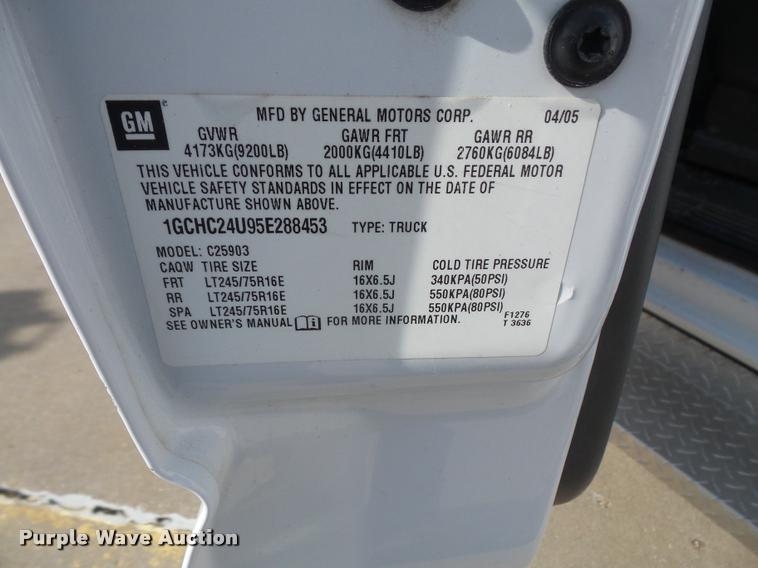 GM
MFD BY GENERAL MOTORS CORP. 04/05
GVWR GAWR FRT GAWR RR
4173KG(9200LB) 2000KG(4410LB) 2760KG(6084LB)
THIS VEHICLE CONFORMS TO ALL APPLICABLE U.S. FEDERAL MOTOR
VEHICLE SAFETY STANDARDS IN EFFECT ON THE DATE OF
MANUFACTURE SHOWN ABOVE.
1GCHC24U95E288453 TYPE: TRUCK
MODEL: C25903
CAQW TIRE SIZE RIM COLD TIRE PRESSURE
FRT LT245/75R16E 16X6.5J 340KPA(50PSI)
RR LT245/75R16E 16X6.5J 550KPA(80PSI)
SPA LT245/75R16E 16X6.5J 550KPA(80PSI)
SEE OWNER'S MANUAL FOR MORE INFORMATION.
F1276
T 3636
Purple Wave Auction